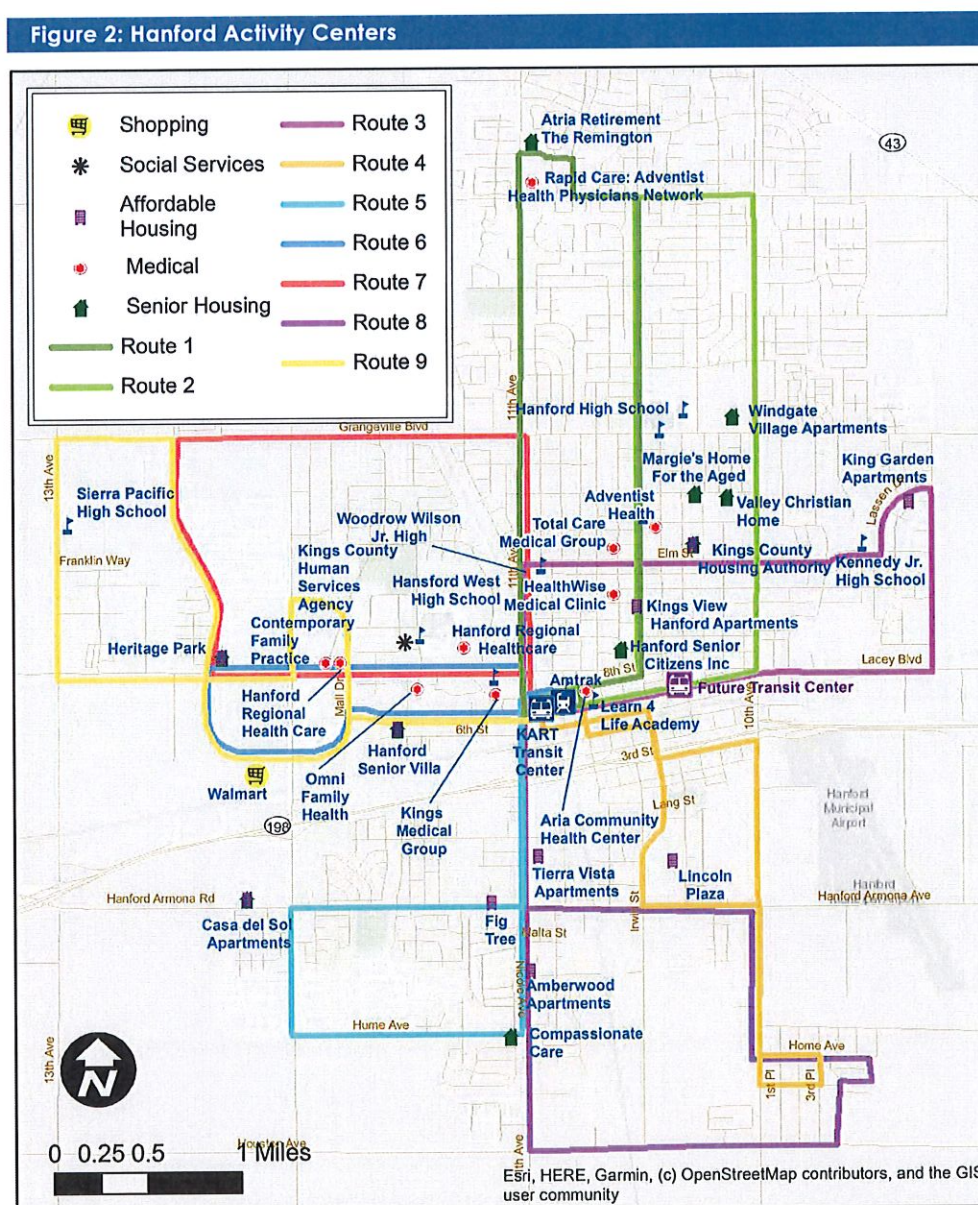 Figure 2: Hanford Activity Centers
Shopping
Social Services
Affordable
Housing
Medical
Senior Housing
Route 1
Route 2
Route 3
Route 4
Route 5
Route 6
Route 7
Route 8
Route 9
Atria Retirement
The Remington
43
Rapid Care: Adventist
Health Physicians Network
11th Ave
Hanford High School
Windgate
Village Apartments
Grangeville Blvd
13th Ave
Margie's Home
For the Aged
King Garden
Apartments
Sierra Pacific
High School
Adventist
Health
Valley Christian
Home
Woodrow Wilson
Jr. High
Total Care
Medical Group
Elm St
Franklin Way
11th Ave
Kings County
Housing Authority
Kennedy Jr.
High School
Kings County
Human
Services
Agency
Hansford West
High School
HealthWise
Medical Clinic
Kings View
Hanford Apartments
Contemporary
Family
Practice
Heritage Park
Hanford Regional
Healthcare
Hanford Senior
Citizens Inc
Lacey Blvd
8th St
Amtrak
Future Transit Center
Hanford
Regional
Health Care
Mall Dr
10th Ave
Learn 4
Life Academy
6th St
KART
Transit
Center
3rd St
Hanford
Senior Villa
Walmart
Omni
Family
Health
Kings
Medical
Group
Lang St
Hanford
Municipal
Airport
198
Aria Community
Health Center
Tierra Vista
Apartments
Lincoln
Plaza
Hanford
Hanford Armona Rd
Irwin St
Hanford Armona Ave
Casa del Sol
Apartments
Fig
Tree
Malta St
Amberwood
Apartments
Hume Ave
Compassionate
Care
Home Ave
13th Ave
1st Pl
3rd Pl
N
Houston Ave
11th Ave
0 0.25 0.5 1 Miles
Esri, HERE, Garmin, (c) OpenStreetMap contributors, and the GIS
user community